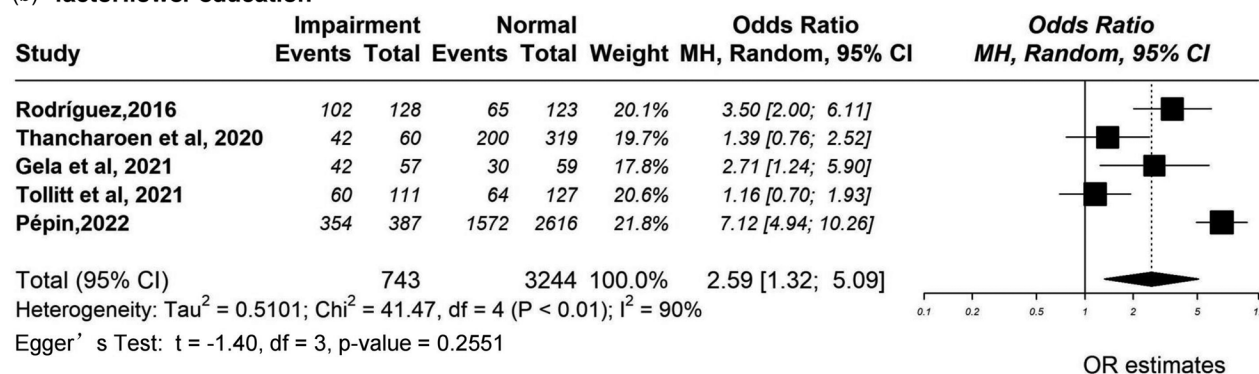 (b) factor:lower education
Impairment Normal Odds Ratio Odds Ratio
Study Events Total Events Total Weight MH, Random, 95% CI MH, Random, 95% CI
Rodríguez,2016 102 128 65 123 20.1% 3.50 [2.00; 6.11]
Thancharoen et al, 2020 42 60 200 319 19.7% 1.39 [0.76; 2.52]
Gela et al, 2021 42 57 30 59 17.8% 2.71 [1.24; 5.90]
Tollitt et al, 2021 60 111 64 127 20.6% 1.16 [0.70; 1.93]
Pépin,2022 354 387 1572 2616 21.8% 7.12 [4.94; 10.26]
Total (95% CI) 743 3244 100.0% 2.59 [1.32; 5.09]
Heterogeneity: Tau² = 0.5101; Chi² = 41.47, df = 4 (P < 0.01); I² = 90%
0.1 0.2 0.5 1 2 5
Egger’s Test: t = -1.40, df = 3, p-value = 0.2551
OR estimates